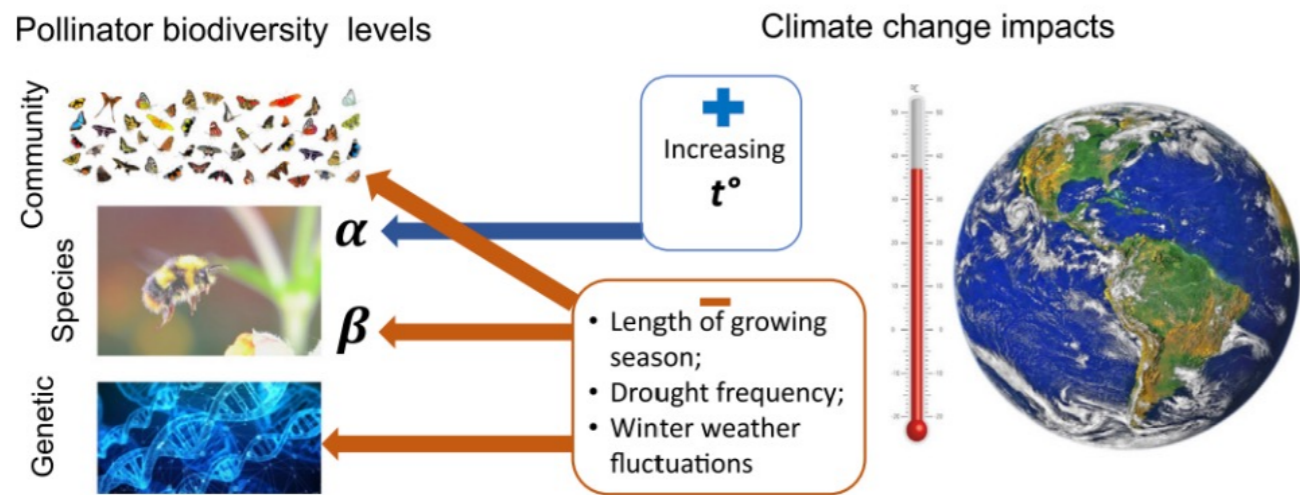 Pollinator biodiversity levels
Climate change impacts
Community
Species
Genetic
α
β
Increasing
t°
• Length of growing
season;
• Drought frequency;
• Winter weather
fluctuations